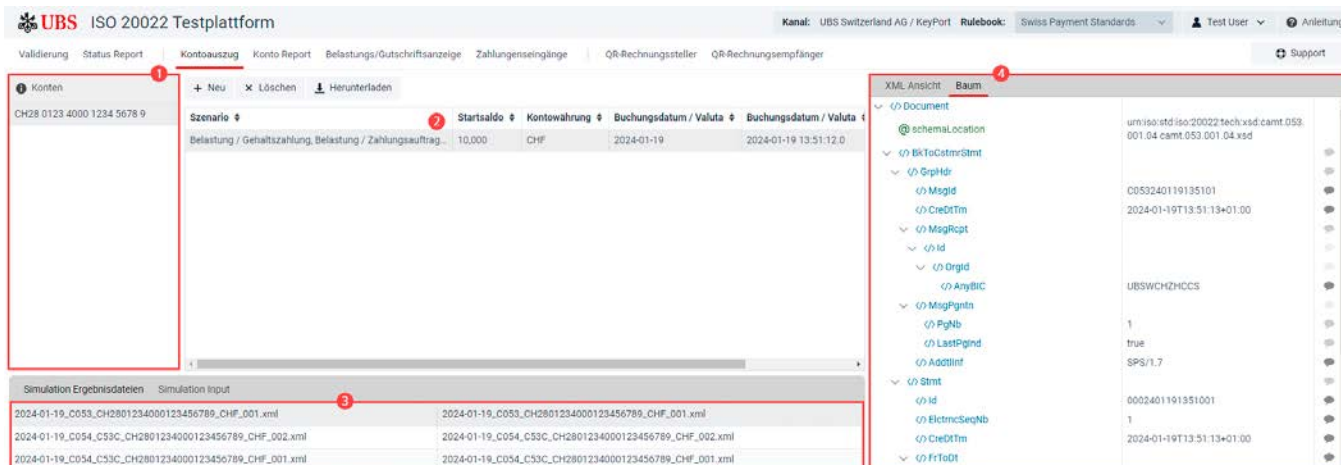 UBS ISO 20022 Testplattform
Kanal: UBS Switzerland AG / KeyPort Rulebook: Swiss Payment Standards Test User Anleitung
Validierung Status Report Kontoauszug Konto Report Belastungs/Gutschriftsanzeige Zahlungseingänge QR-Rechnungssteller QR-Rechnungsempfänger Support
1
Konten
CH28 0123 4000 1234 5678 9
+ Neu × Löschen Herunterladen
2
Szenario Startsaldo Kontowährung Buchungsdatum / Valuta Buchungsdatum / Valuta
Belastung / Gehaltszahlung, Belastung / Zahlungsauftrag... 10,000 CHF 2024-01-19 2024-01-19 13:51:12.0
Simulation Ergebnisdateien Simulation Input
3
2024-01-19_C053_CH2801234000123456789_CHF_001.xml 2024-01-19_C053_CH2801234000123456789_CHF_001.xml
2024-01-19_C054_C53C_CH2801234000123456789_CHF_002.xml 2024-01-19_C054_C53C_CH2801234000123456789_CHF_002.xml
2024-01-19_C054_C53C_CH2801234000123456789_CHF_001.xml 2024-01-19_C054_C53C_CH2801234000123456789_CHF_001.xml
4
XML Ansicht Baum
</> Document
@ schemaLocation urn:iso:std:iso:20022:tech:xsd:camt.053.
001.04 camt.053.001.04.xsd
</> BkToCstmrStmt
</> GrpHdr
</> MsgId C053240119135101
</> CreDtTm 2024-01-19T13:51:13+01:00
</> MsgRcpt
</> Id
</> OrgId
</> AnyBIC UBSWCHZHCCS
</> MsgPgntn
</> PgNb 1
</> LastPgInd true
</> AddtlInf SPS/1.7
</> Stmt
</> Id 0002401191351001
</> ElctrncSeqNb 1
</> CreDtTm 2024-01-19T13:51:13+01:00
</> FrToDt